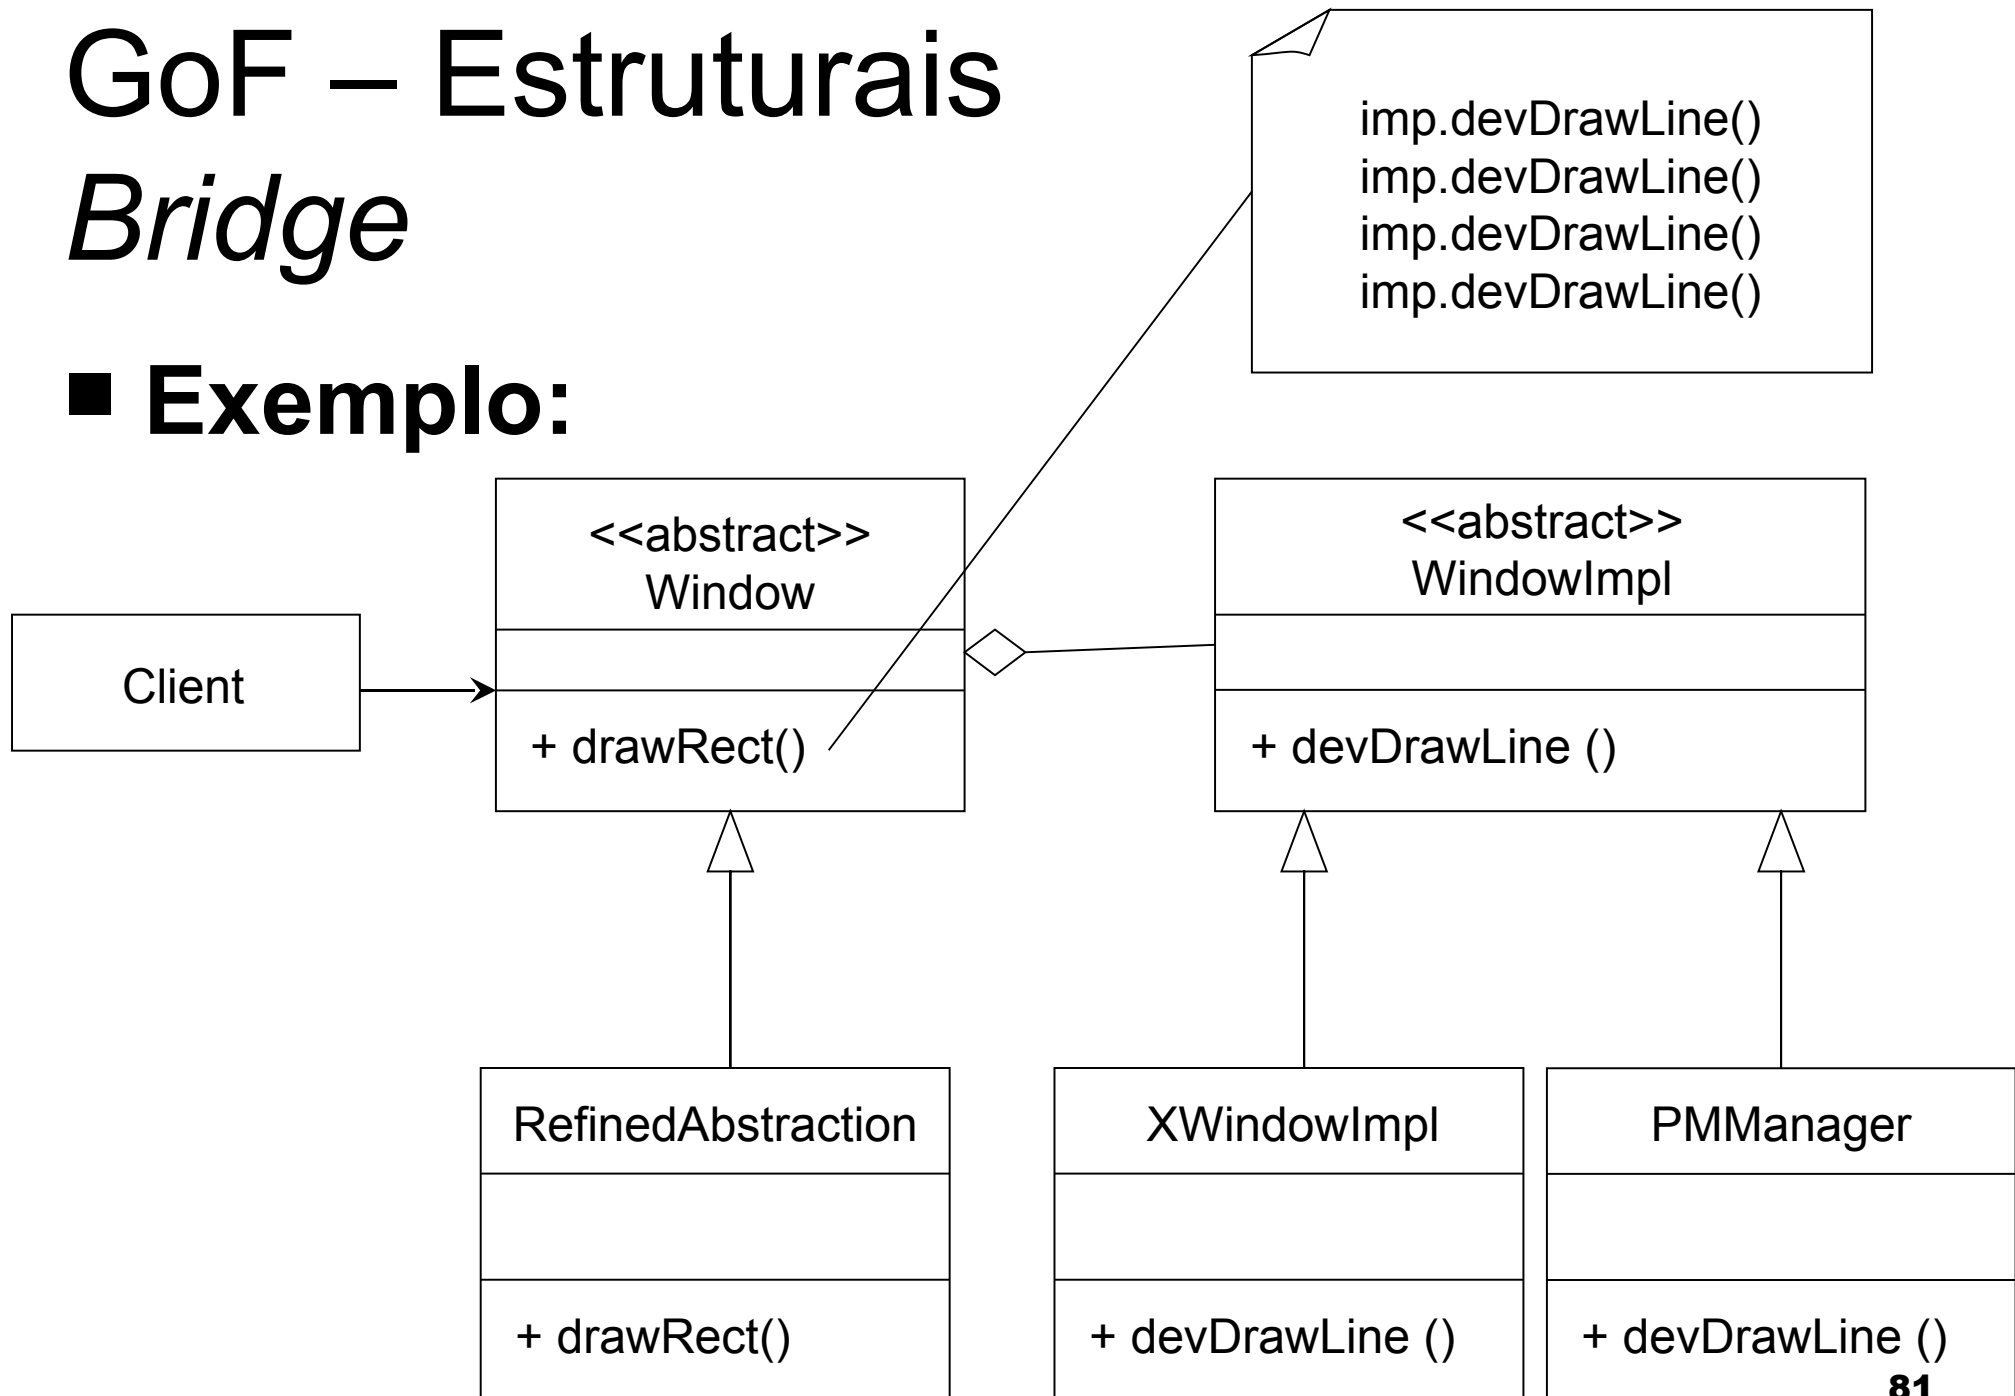 GoF – Estruturais
Bridge
imp.devDrawLine()
imp.devDrawLine()
imp.devDrawLine()
imp.devDrawLine()
■ Exemplo:
<<abstract>>
Window
+ drawRect()
<<abstract>>
WindowImpl
+ devDrawLine ()
Client
RefinedAbstraction
+ drawRect()
XWindowImpl
+ devDrawLine ()
PMManager
+ devDrawLine ()
81